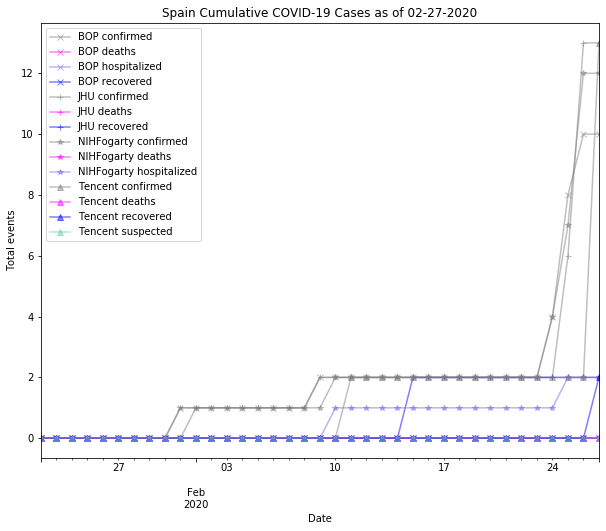 Spain Cumulative COVID-19 Cases as of 02-27-2020
BOP confirmed
BOP deaths
BOP hospitalized
BOP recovered
JHU confirmed
JHU deaths
JHU recovered
NIHFogarty confirmed
NIHFogarty deaths
NIHFogarty hospitalized
Tencent confirmed
Tencent deaths
Tencent recovered
Tencent suspected
Total events
12
10
8
6
4
2
0
27 03 10 17 24
Feb
2020
Date